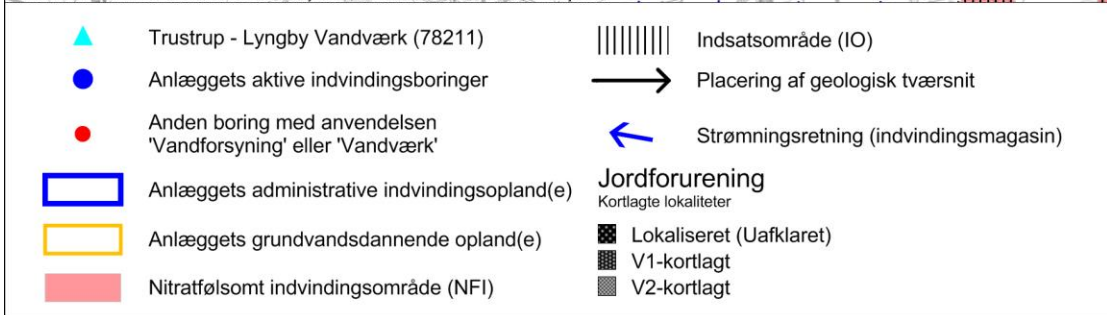 Trustrup - Lyngby Vandværk (78211)
Anlæggets aktive indvindingsboringer
Anden boring med anvendelsen
'Vandforsyning' eller 'Vandværk'
Anlæggets administrative indvindingsopland(e)
Anlæggets grundvandsdannende opland(e)
Nitratfølsomt indvindingsområde (NFI)
Indsatsområde (IO)
Placering af geologisk tværsnit
Strømningsretning (indvindingsmagasin)
Jordforurening
Kortlagte lokaliteter
Lokaliseret (Uafklaret)
V1-kortlagt
V2-kortlagt